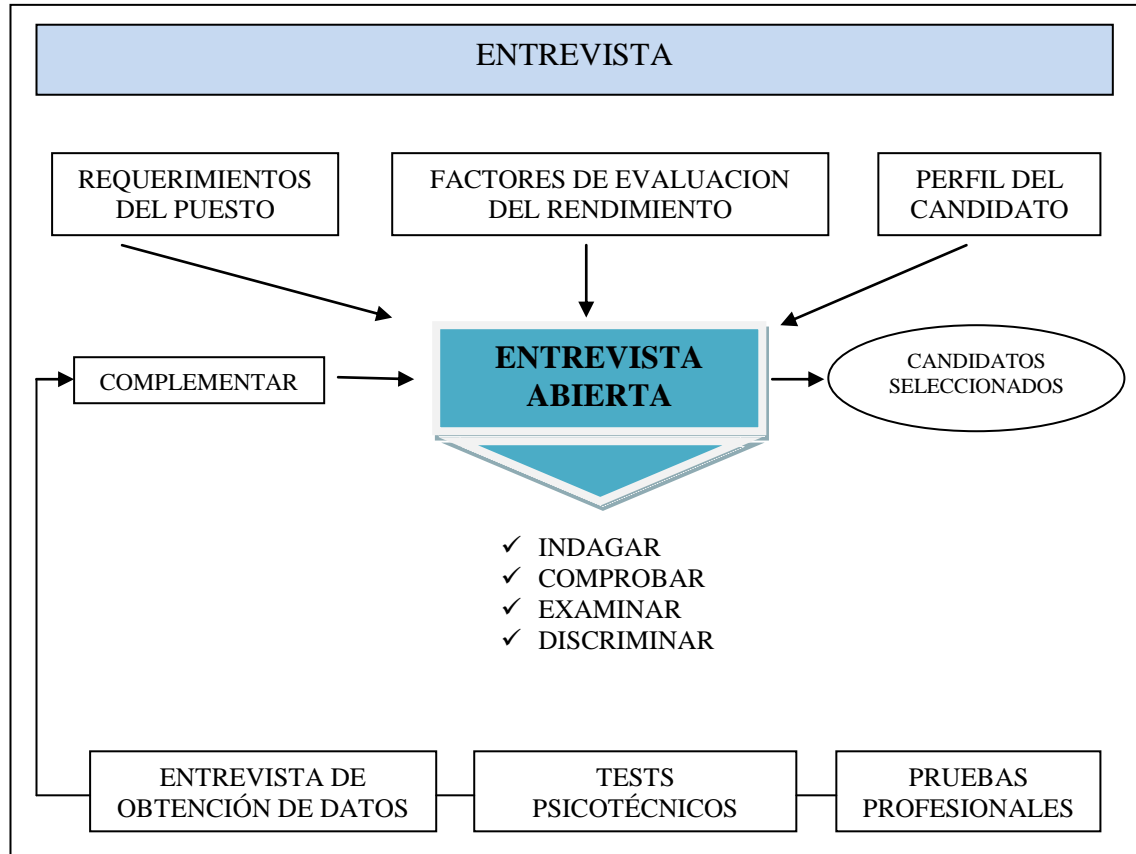 ENTREVISTA
REQUERIMIENTOS
DEL PUESTO
FACTORES DE EVALUACION
DEL RENDIMIENTO
PERFIL DEL
CANDIDATO
COMPLEMENTAR
ENTREVISTA
ABIERTA
CANDIDATOS
SELECCIONADOS
✓ INDAGAR
✓ COMPROBAR
✓ EXAMINAR
✓ DISCRIMINAR
ENTREVISTA DE
OBTENCIÓN DE DATOS
TESTS
PSICOTÉCNICOS
PRUEBAS
PROFESIONALES